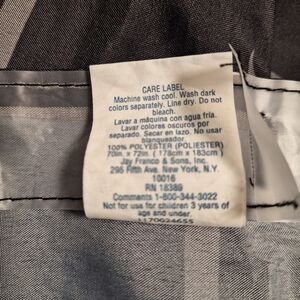 CARE LABEL
Machine wash cool. Wash dark
colors separately. Line dry. Do not
bleach.
Lavar a máquina con agua fría.
Lavar colores oscuros por
separado. Secar en lazo. No usar
blanqueador
100% POLYESTER (POLIESTER)
70in. x 72in. ( 178cm x 183cm )
Jay Franco & Sons, Inc.
295 Fifth Ave. New York, N.Y.
10016
RN 18389
Comments 1-800-344-3022
Not for use for children 3 years of
age and under.
1170024655